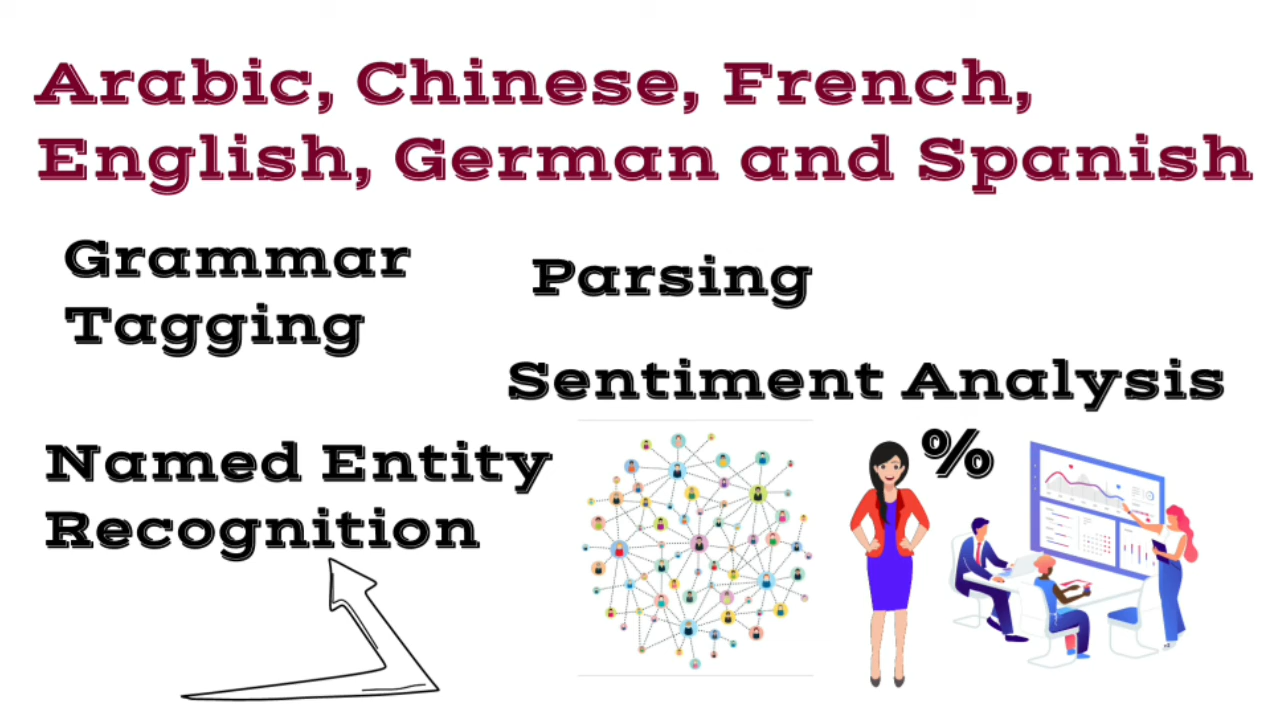 Arabic, Chinese, French,
English, German and Spanish
Grammar
Tagging
Parsing
Sentiment Analysis
Named Entity
Recognition
%